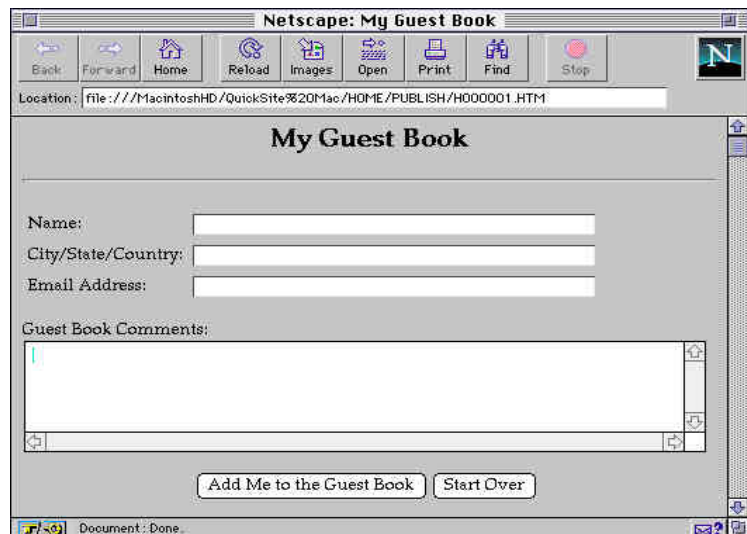 Netscape: My Guest Book
Back Forward Home Reload Images Open Print Find Stop
N
Location: file:///MacintoshHD/QuickSite%20Mac/HOME/PUBLISH/H000001.HTM
My Guest Book
Name:
City/State/Country:
Email Address:
Guest Book Comments:
Add Me to the Guest Book Start Over
Document: Done.
?